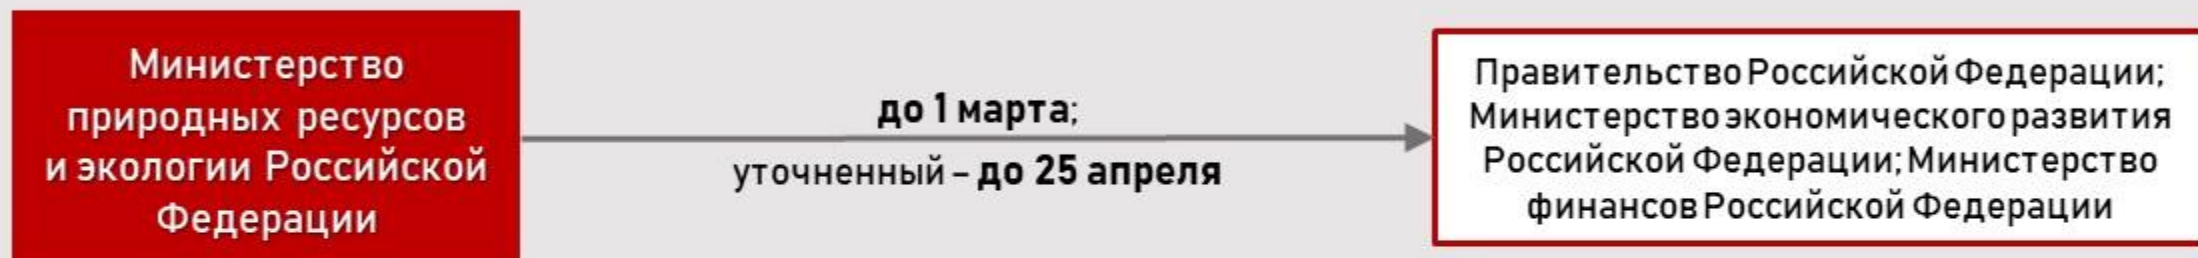 Министерство
природных ресурсов
и экологии Российской
Федерации
до 1 марта;
уточненный – до 25 апреля
Правительство Российской Федерации;
Министерство экономического развития
Российской Федерации; Министерство
финансов Российской Федерации